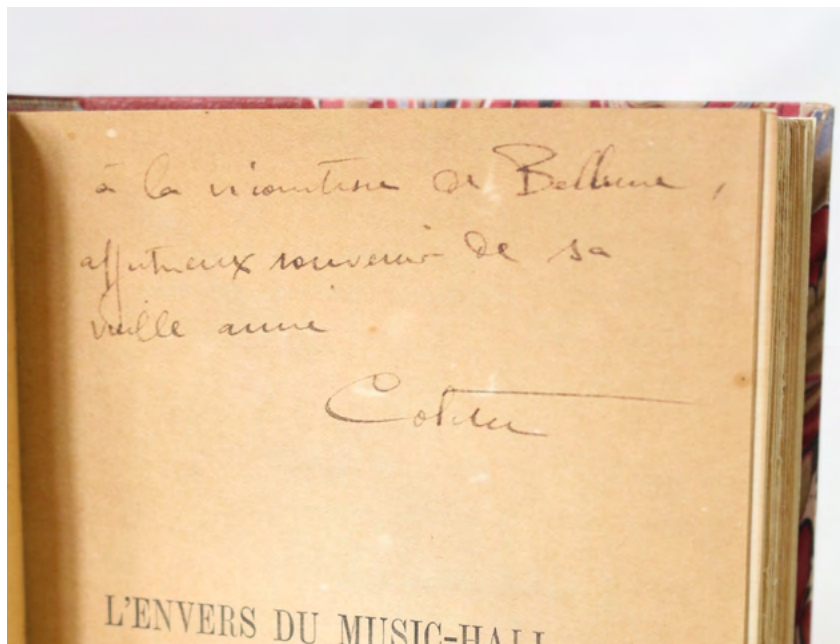 à la vicomtesse de Bellune,
affectueux souvenir de sa
vieille amie
Colette
L'ENVERS DU MUSIC-HALL